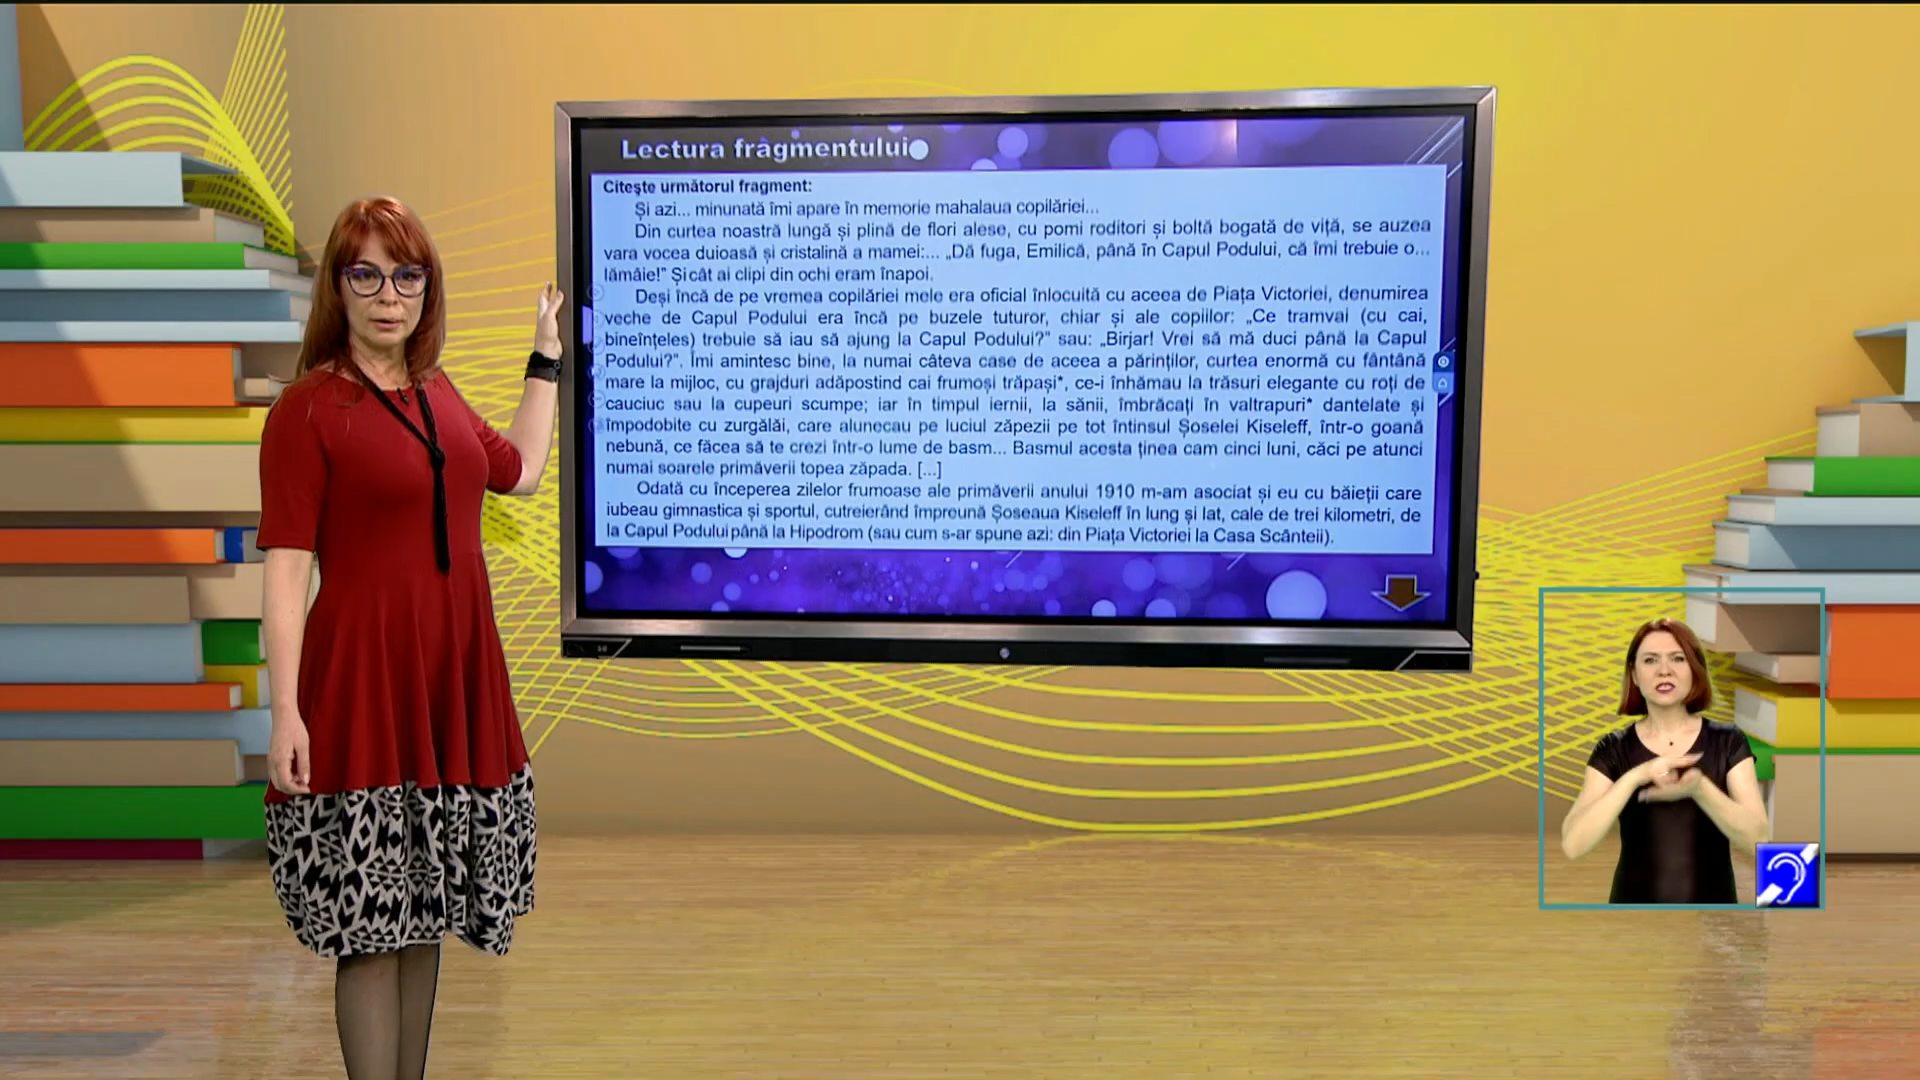 Lectura fragmentului
Citește următorul fragment:
Și azi... minunată îmi apare în memorie mahalaua copilăriei...
Din curtea noastră lungă și plină de flori alese, cu pomi roditori și boltă bogată de viță, se auzea
vara vocea duioasă și cristalină a mamei:... „Dă fuga, Emilică, până în Capul Podului, că îmi trebuie o...
lămâie!” Și cât ai clipi din ochi eram înapoi.
Deși încă de pe vremea copilăriei mele era oficial înlocuită cu aceea de Piața Victoriei, denumirea
veche de Capul Podului era încă pe buzele tuturor, chiar și ale copiilor: „Ce tramvai (cu cai,
bineînțeles) trebuie să iau să ajung la Capul Podului?” sau: „Birjar! Vrei să mă duci până la Capul
Podului?”. Îmi amintesc bine, la numai câteva case de aceea a părinților, curtea enormă cu fântână
mare la mijloc, cu grajduri adăpostind cai frumoși trăpași*, ce-i înhămau la trăsuri elegante cu roți de
cauciuc sau la cupeuri scumpe; iar în timpul iernii, la sănii, îmbrăcați în valtrapuri* dantelate și
împodobite cu zurgălăi, care alunecau pe luciul zăpezii pe tot întinsul Șoselei Kiseleff, într-o goană
nebună, ce făcea să te crezi într-o lume de basm... Basmul acesta ținea cam cinci luni, căci pe atunci
numai soarele primăverii topea zăpada. [...]
Odată cu începerea zilelor frumoase ale primăverii anului 1910 m-am asociat și eu cu băieții care
iubeau gimnastica și sportul, cutreierând împreună Șoseaua Kiseleff în lung și lat, cale de trei kilometri, de
la Capul Podului până la Hipodrom (sau cum s-ar spune azi: din Piața Victoriei la Casa Scânteii).